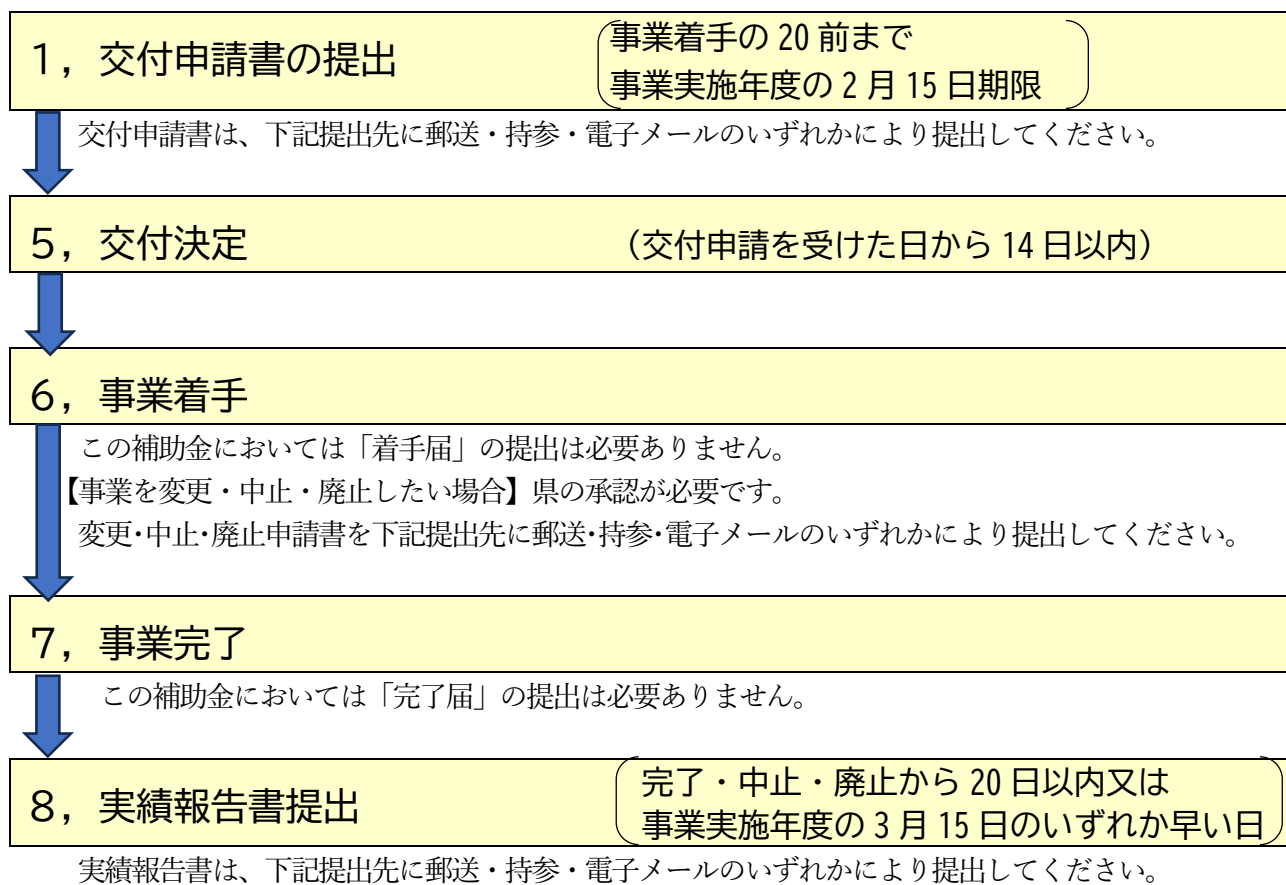 １，交付申請書の提出
事業着手の 20 前まで
事業実施年度の 2 月 15 日期限
交付申請書は、下記提出先に郵送・持参・電子メールのいずれかにより提出してください。
５，交付決定 （交付申請を受けた日から 14 日以内）
６，事業着手
この補助金においては「着手届」の提出は必要ありません。
【事業を変更・中止・廃止したい場合】県の承認が必要です。
変更･中止･廃止申請書を下記提出先に郵送･持参･電子メールのいずれかにより提出してください。
７，事業完了
この補助金においては「完了届」の提出は必要ありません。
８，実績報告書提出
完了・中止・廃止から 20 日以内又は
事業実施年度の 3 月 15 日のいずれか早い日
実績報告書は、下記提出先に郵送・持参・電子メールのいずれかにより提出してください。